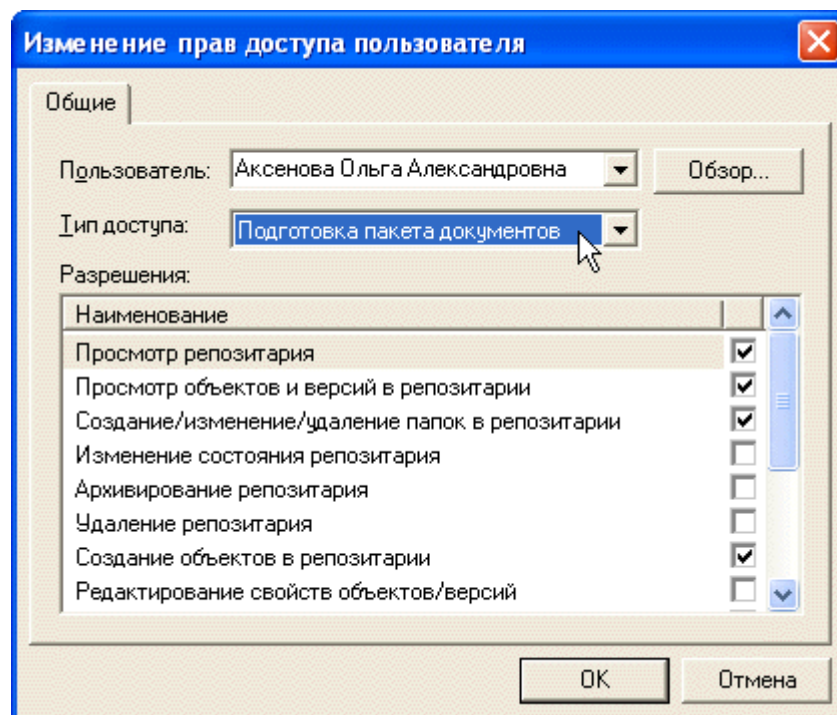 Изменение прав доступа пользователя
Общие
Пользователь: Аксенова Ольга Александровна Обзор...
Тип доступа: Подготовка пакета документов
Разрешения:
Наименование
Просмотр репозитария
Просмотр объектов и версий в репозитарии
Создание/изменение/удаление папок в репозитарии
Изменение состояния репозитария
Архивирование репозитария
Удаление репозитария
Создание объектов в репозитарии
Редактирование свойств объектов/версий
OK Отмена